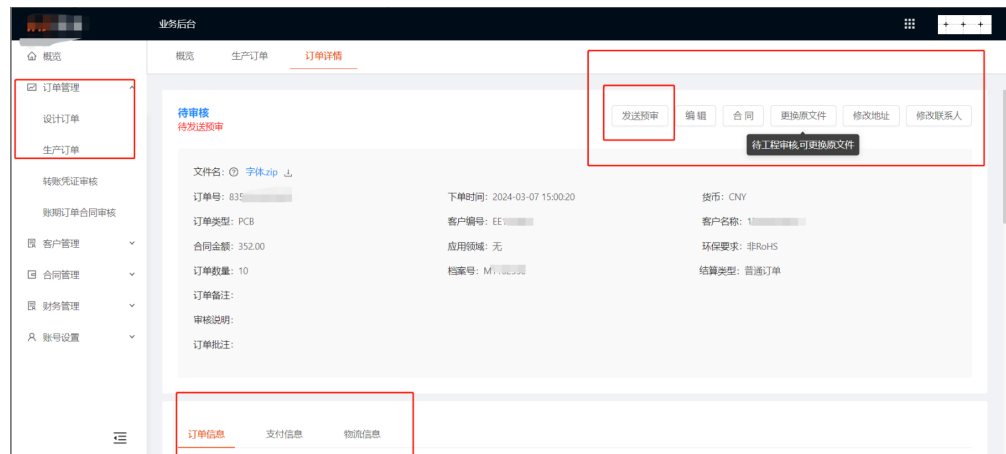 业务后台
概览
订单管理
设计订单
生产订单
转账凭证审核
账期订单合同审核
客户管理
合同管理
财务管理
账号设置
概览 生产订单 订单详情
待审核
待发送预审
发送预审 编辑 合同 更换原文件 修改地址 修改联系人
待工程审核,可更换原文件
文件名: 字体.zip
订单号: 835 下单时间: 2024-03-07 15:00:20 货币: CNY
订单类型: PCB 客户编号: EE 客户名称:
合同金额: 352.00 应用领域: 无 环保要求: 非RoHS
订单数量: 10 档案号: M 结算类型: 普通订单
订单备注:
审核说明:
订单批注:
订单信息 支付信息 物流信息